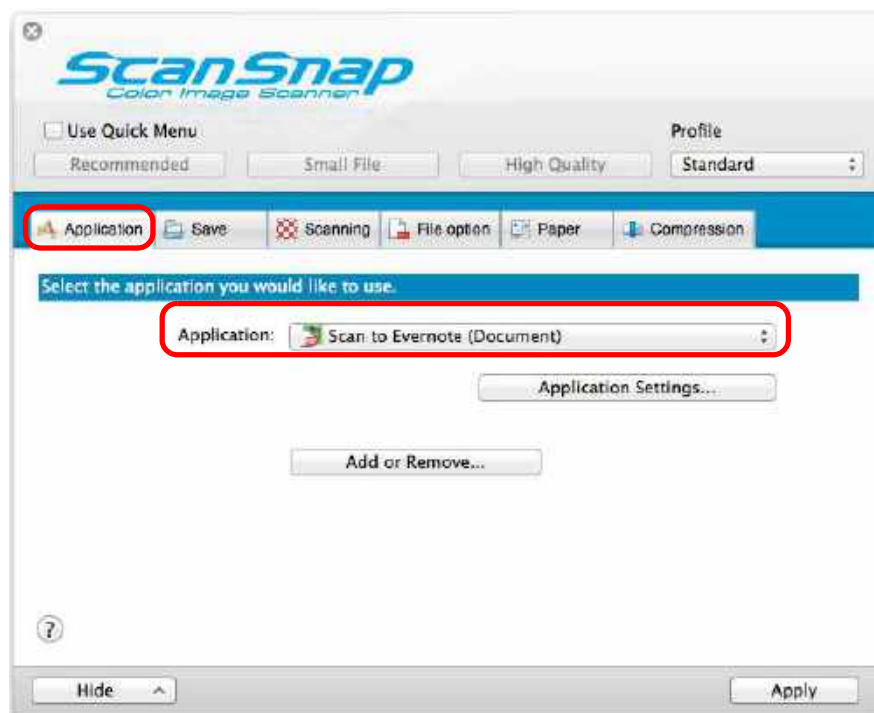 ScanSnap
Color Image Scanner
Use Quick Menu
Profile
Recommended Small File High Quality Standard
Application Save Scanning File option Paper Compression
Select the application you would like to use.
Application: Scan to Evernote (Document)
Application Settings...
Add or Remove...
?
Hide Apply